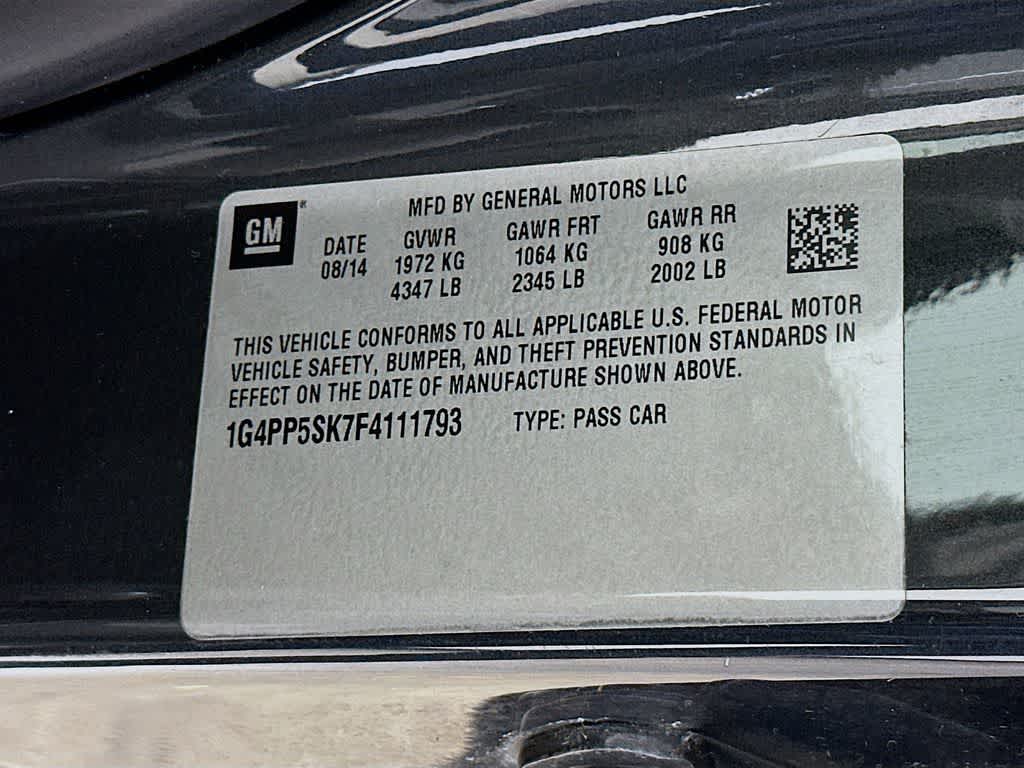 GM®
MFD BY GENERAL MOTORS LLC
DATE GVWR GAWR FRT GAWR RR
08/14 1972 KG 1064 KG 908 KG
4347 LB 2345 LB 2002 LB
THIS VEHICLE CONFORMS TO ALL APPLICABLE U.S. FEDERAL MOTOR
VEHICLE SAFETY, BUMPER, AND THEFT PREVENTION STANDARDS IN
EFFECT ON THE DATE OF MANUFACTURE SHOWN ABOVE.
1G4PP5SK7F4111793 TYPE: PASS CAR